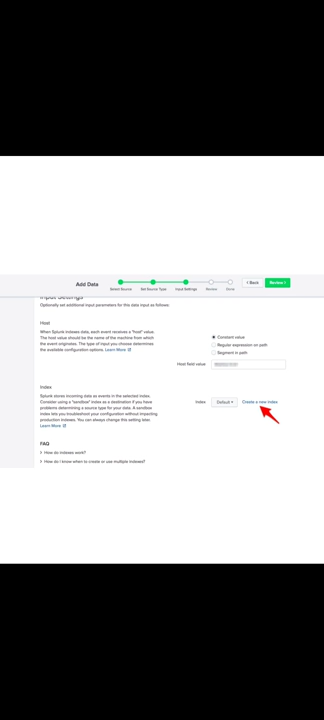 Add Data
Select Source
Set Source Type
Input Settings
Review
Done
< Back
Review >
Input Settings
Optionally set additional input parameters for this data input as follows:
Host
When Splunk indexes data, each event receives a "host" value.
The host value should be the name of the machine from which
the event originates. The type of input you choose determines
the available configuration options. Learn More
Constant value
Regular expression on path
Segment in path
Host field value
Index
Splunk stores incoming data as events in the selected index.
Consider using a "sandbox" index as a destination if you have
problems determining a source type for your data. A sandbox
index lets you troubleshoot your configuration without impacting
production indexes. You can always change this setting later.
Learn More
Index
Default
Create a new index
FAQ
> How do indexes work?
> How do I know when to create or use multiple indexes?